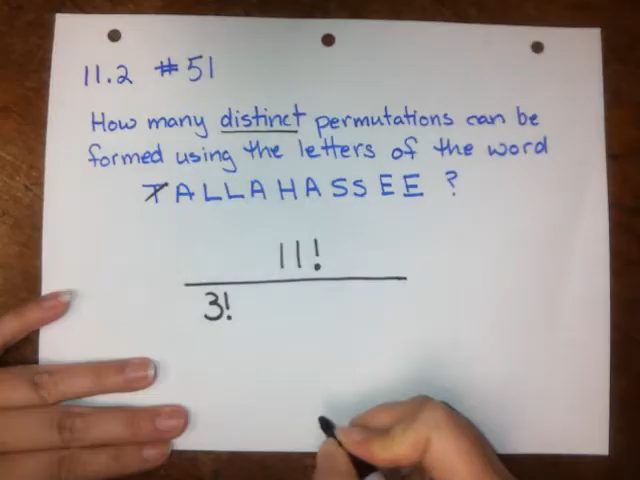 11.2 #51
How many distinct permutations can be
formed using the letters of the word
TALLAHASSEE ?
11!
3!